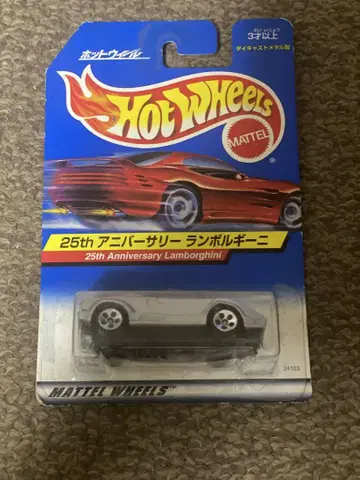 ホットウィール
3才以上
ダイキャストメタル製
HOT WHEELS
MATTEL
®
25th アニバーサリー ランボルギーニ
25th Anniversary Lamborghini
MATTEL WHEELS™